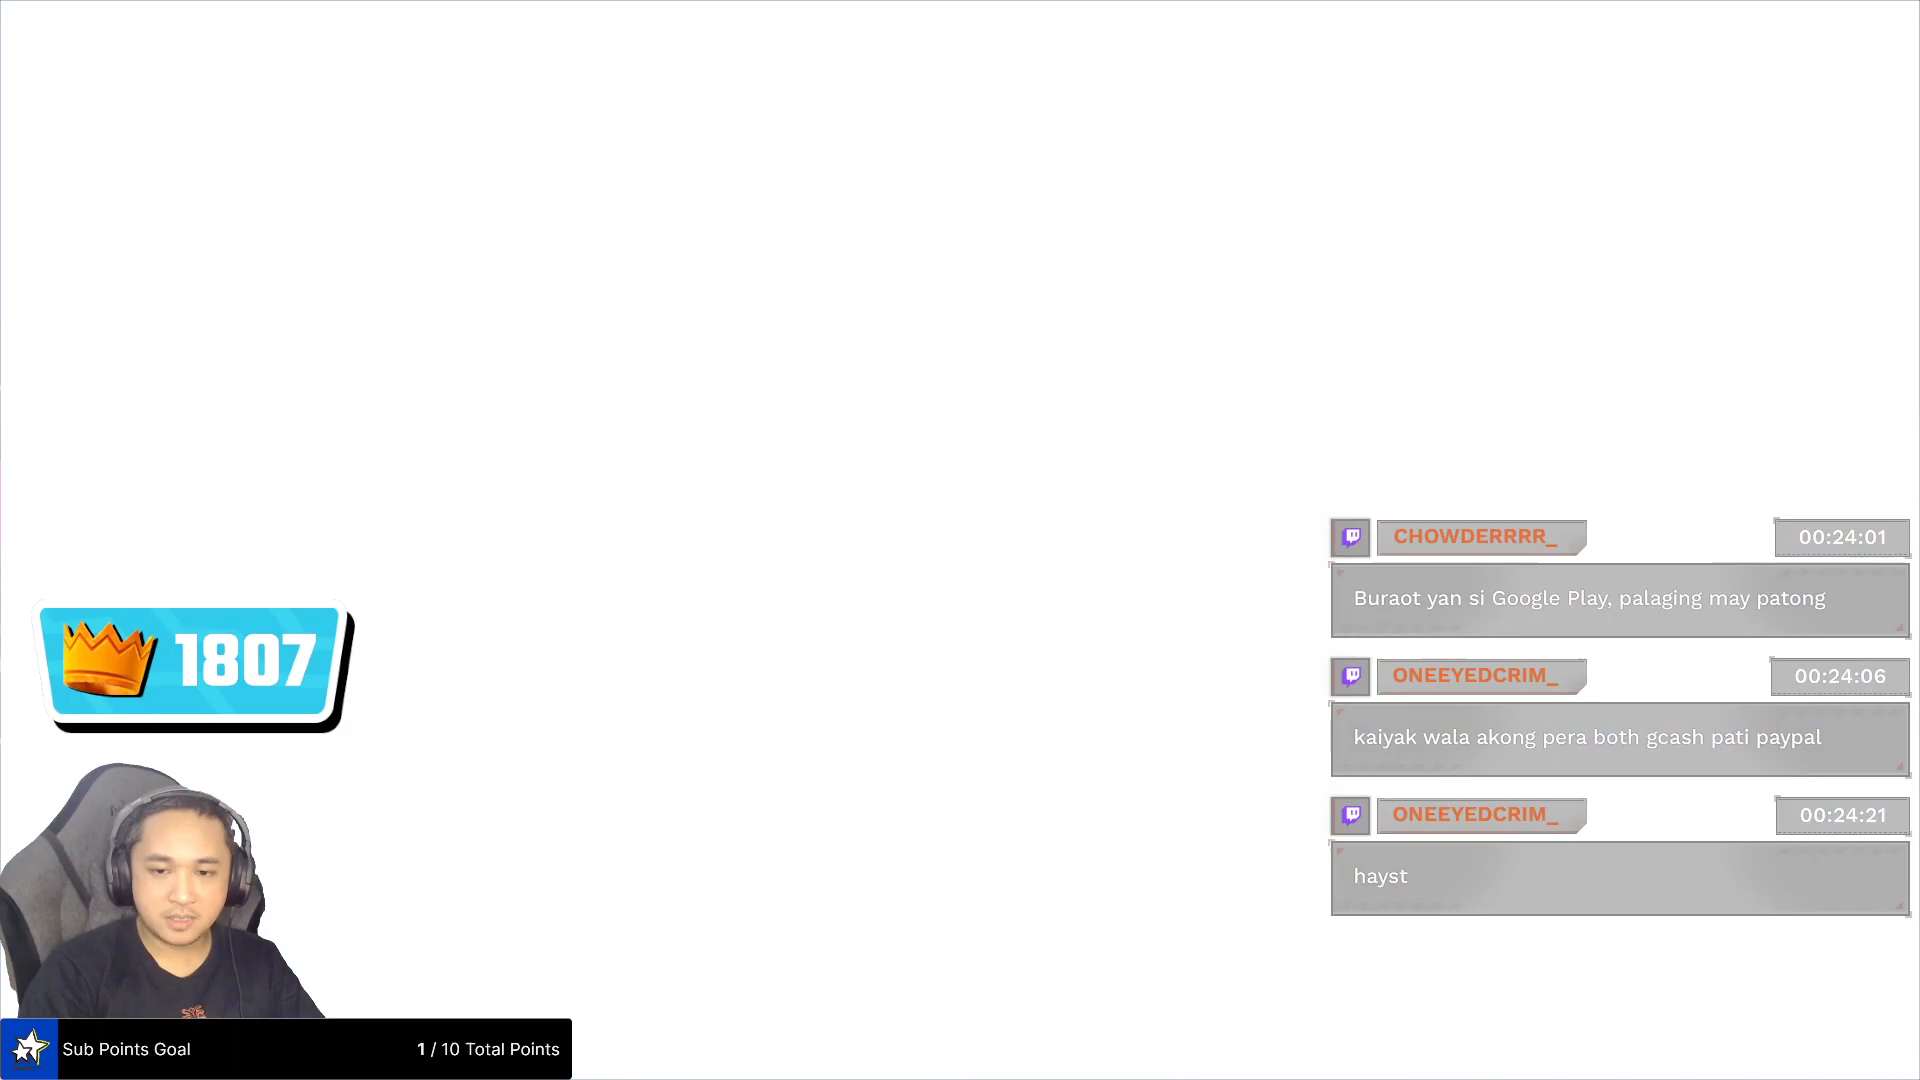 CHOWDERRRR_
00:24:01
Buraot yan si Google Play, palaging may patong
1807
ONEEYEDCRIM_
00:24:06
kaiyak wala akong pera both gcash pati paypal
ONEEYEDCRIM_
00:24:21
hayst
Sub Points Goal
1 / 10 Total Points